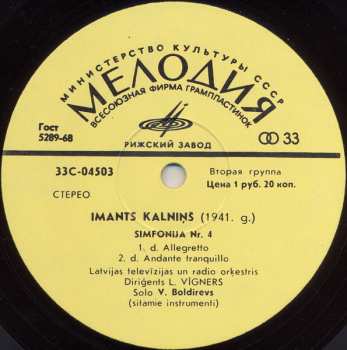 МИНИСТЕРСТВО КУЛЬТУРЫ СССР
МЕЛОДИЯ
ВСЕСОЮЗНАЯ ФИРМА ГРАМПЛАСТИНОК
Гост
5289-68
33
РИЖСКИЙ ЗАВОД
33С-04503
Вторая группа
СТЕРЕО
Цена 1 руб. 20 коп.
IMANTS KALNIŅŠ (1941. g.)
SIMFONIJA Nr. 4
1. d. Allegretto
2. d. Andante tranquillo
Latvijas televīzijas un radio orķestris
Diriģents L. VĪGNERS
Solo V. Boldirevs
(sitamie instrumenti)